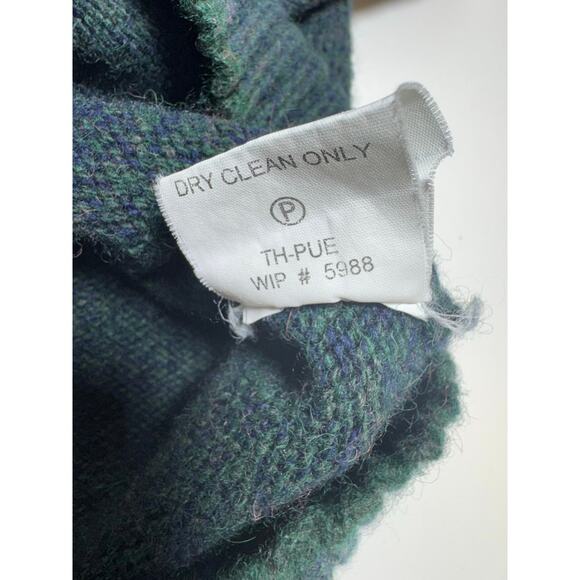 DRY CLEAN ONLY
P
TH-PUE
WIP # 5988